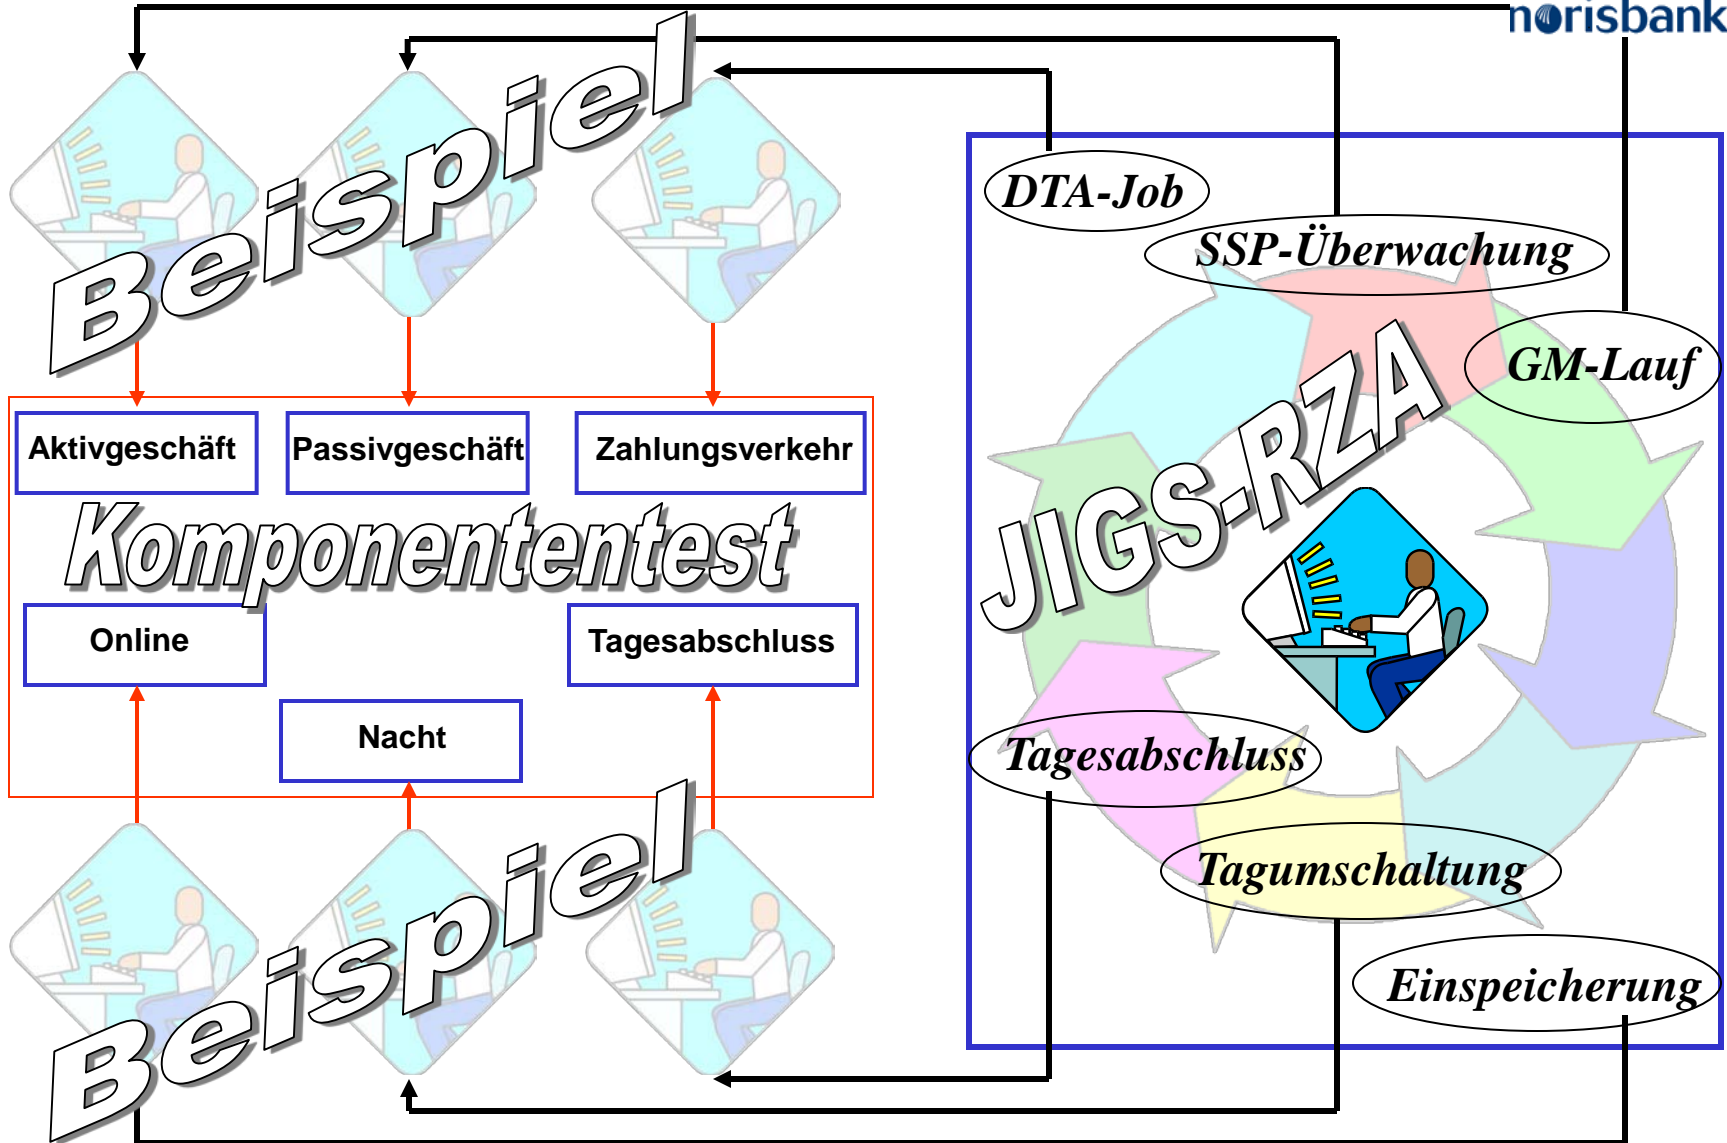 norisbank
Beispiel
DTA-Job
SSP-Überwachung
GM-Lauf
JIGS-RZA
Aktivgeschäft
Passivgeschäft
Zahlungsverkehr
Komponententest
Online
Tagesabschluss
Nacht
Tagesabschluss
Tagumschaltung
Einspeicherung
Beispiel